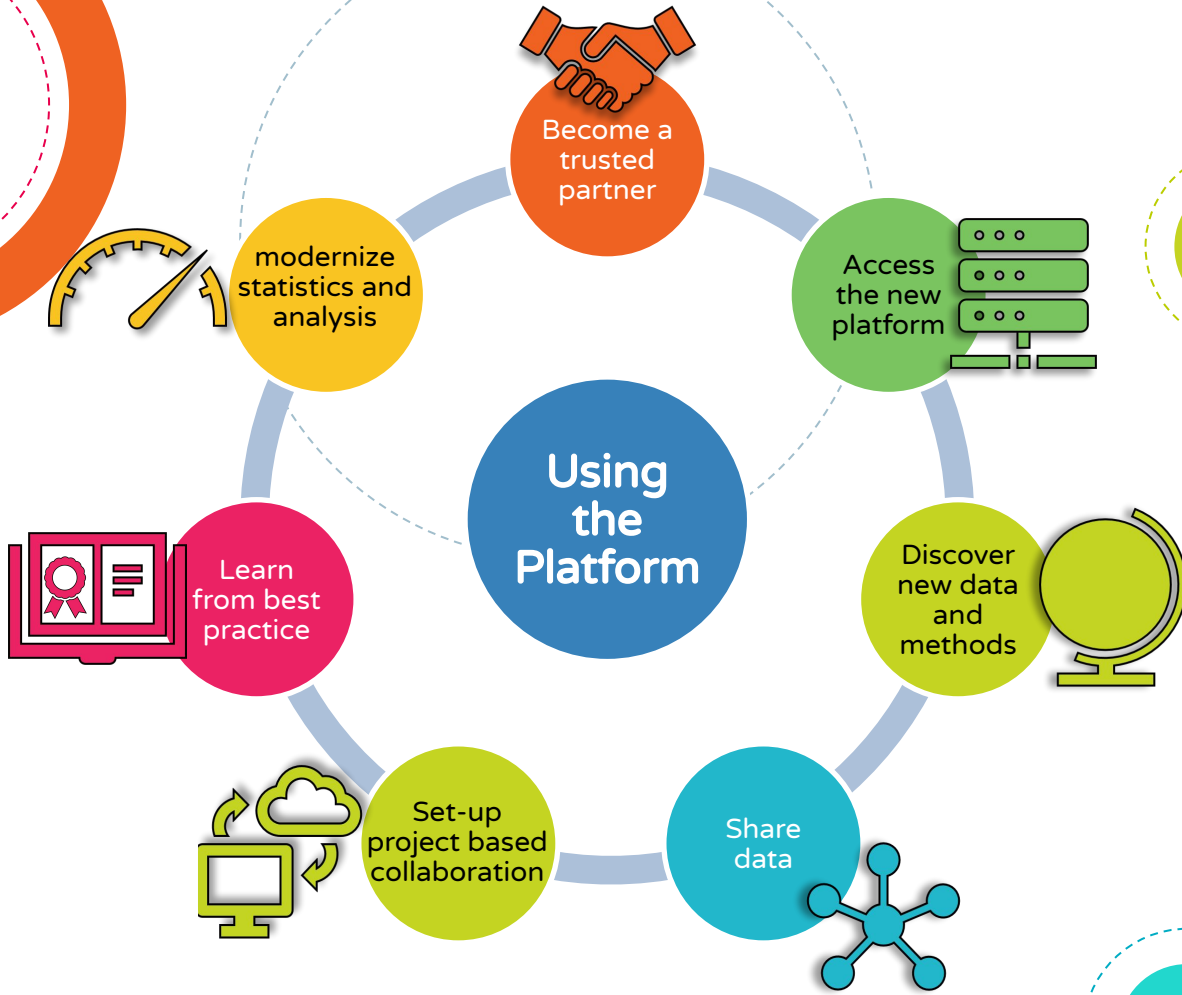 Using
the
Platform
Become a
trusted
partner
Access
the new
platform
Discover
new data
and
methods
Share
data
Set-up
project based
collaboration
Learn
from best
practice
modernize
statistics and
analysis